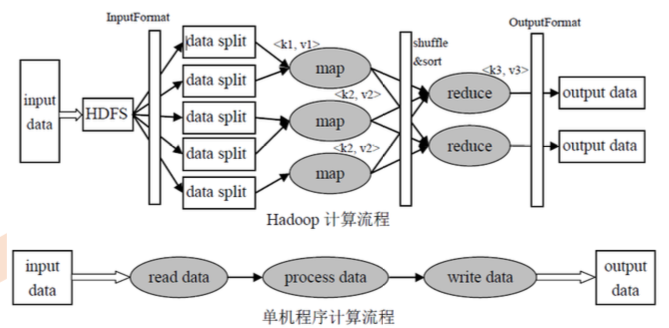 InputFormat
OutputFormat
data split
<k1, v1>
shuffle
&sort
<k3, v3>
map
data split
input
data
HDFS
<k2, v2>
reduce
output data
data split
map
data split
<k2, v2>
reduce
output data
map
data split
Hadoop 计算流程
input
data
read data
process data
write data
output
data
单机程序计算流程